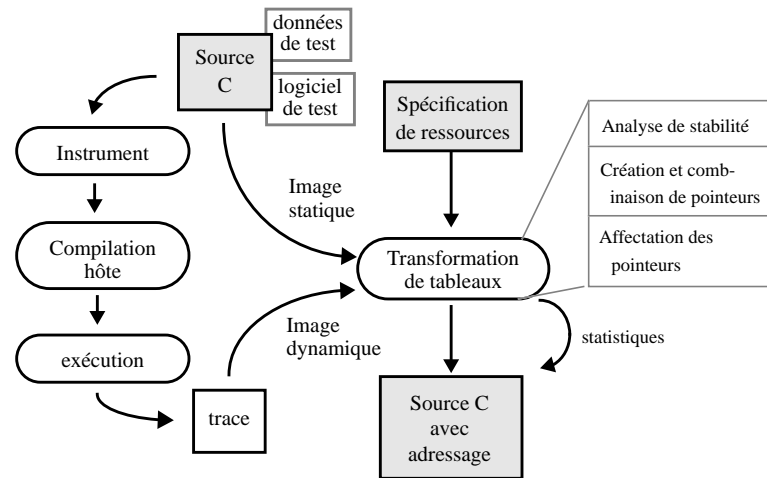 données
de test
Source
C
logiciel
de test
Spécification
de ressources
Analyse de stabilité
Création et comb-
inaison de pointeurs
Affectation des
pointeurs
Instrument
Image
statique
Compilation
hôte
Transformation
de tableaux
Image
dynamique
exécution
statistiques
trace
Source C
avec
adressage